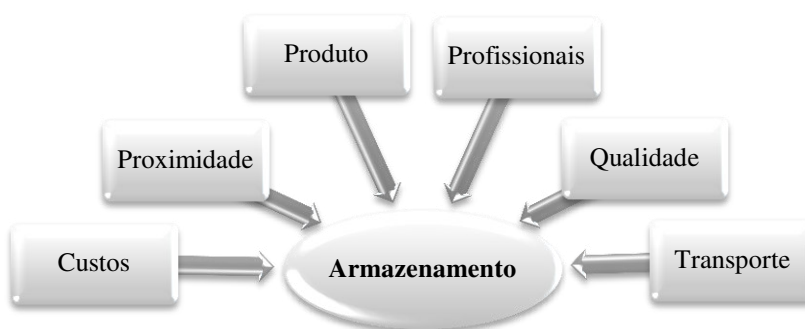 Produto
Profissionais
Proximidade
Qualidade
Custos
Armazenamento
Transporte